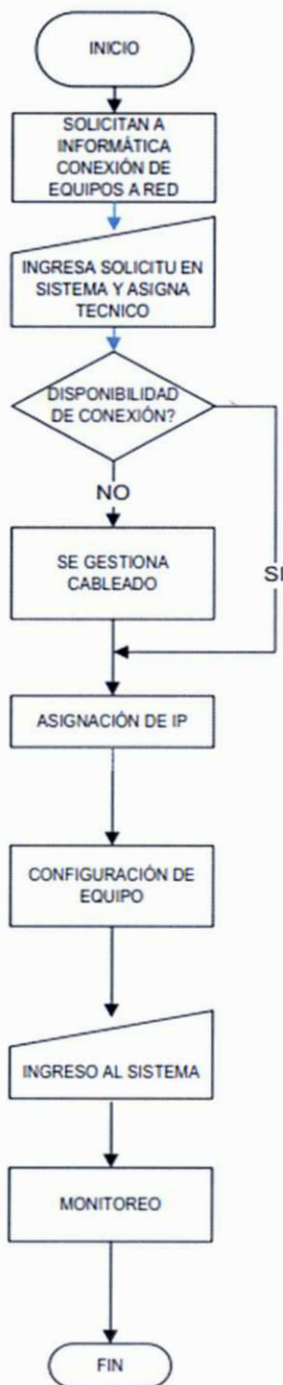 INICIO
SOLICITAN A
INFORMÁTICA
CONEXIÓN DE
EQUIPOS A RED
INGRESA SOLICITU EN
SISTEMA Y ASIGNA
TECNICO
DISPONIBILIDAD
DE CONEXIÓN?
NO
SE GESTIONA
CABLEADO
SI
ASIGNACIÓN DE IP
CONFIGURACIÓN DE
EQUIPO
INGRESO AL SISTEMA
MONITOREO
FIN